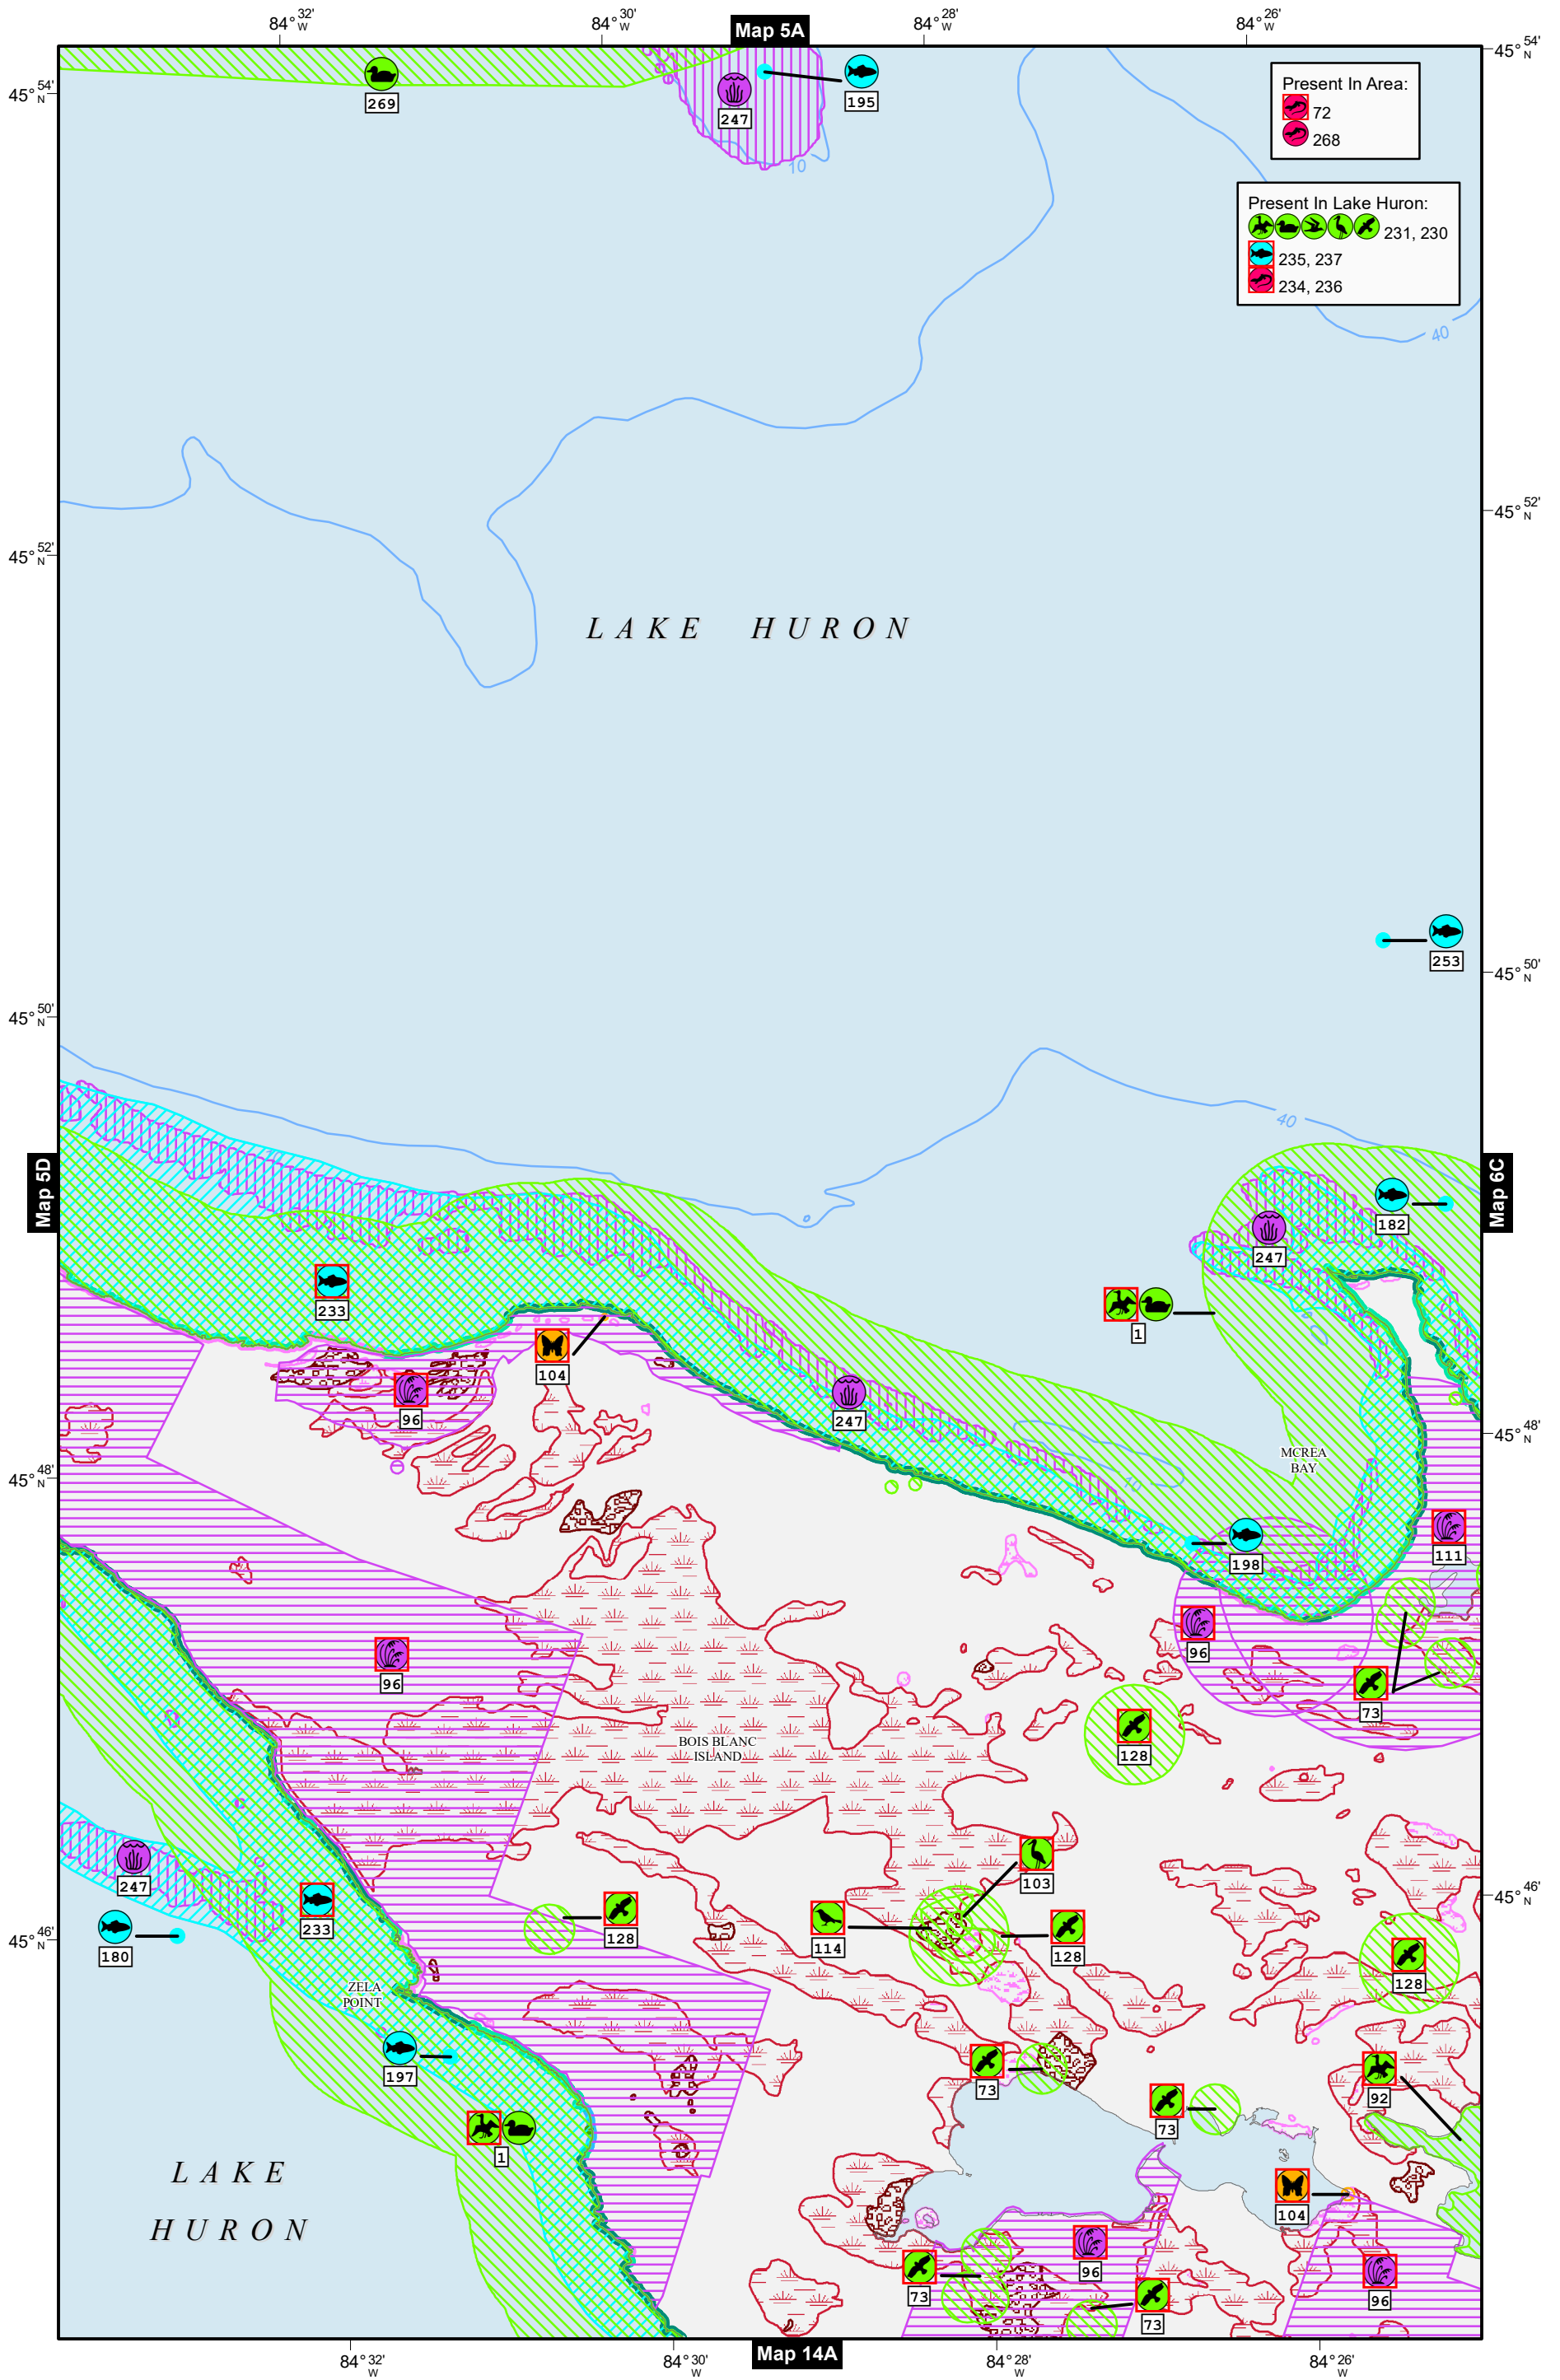 84° 32' W
84° 30' W
Map 5A
84° 28' W
84° 26' W
45° 54' N
45° 54' N
269
247
195
10
Present In Area:
72
268
Present In Lake Huron:
231, 230
235, 237
234, 236
40
45° 52' N
45° 52' N
LAKE HURON
253
45° 50' N
45° 50' N
40
Map 5D
Map 6C
182
247
233
1
104
96
247
10
MCREA
BAY
45° 48' N
45° 48' N
198
111
96
96
73
128
BOIS BLANC
ISLAND
103
247
233
128
114
128
128
45° 46' N
45° 46' N
180
ZELA
POINT
197
73
73
92
1
LAKE
HURON
104
73
96
96
73
84° 32' W
84° 30' W
Map 14A
84° 28' W
84° 26' W